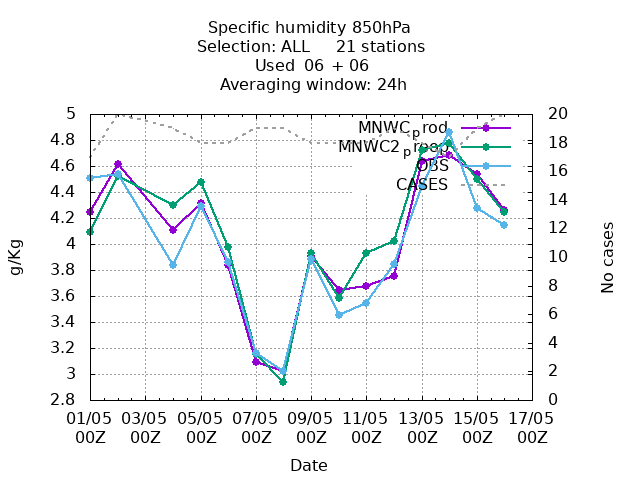 Specific humidity 850hPa
Selection: ALL 21 stations
Used 06 + 06
Averaging window: 24h
5
4.8
4.6
4.4
4.2
4
3.8
3.6
3.4
3.2
3
2.8
g/Kg
20
18
16
14
12
10
8
6
4
2
0
No cases
MNWCprod
OBS
CASES
01/05 03/05 05/05 07/05 09/05 11/05 13/05 15/05 17/05
00Z 00Z 00Z 00Z 00Z 00Z 00Z 00Z 00Z
Date